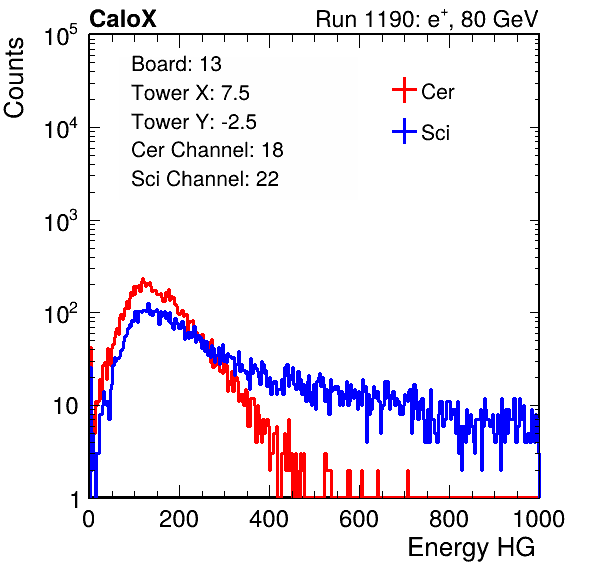 CaloX Run 1190: e⁺, 80 GeV
Counts
Board: 13
Tower X: 7.5
Tower Y: -2.5
Cer Channel: 18
Sci Channel: 22
Cer
Sci
10⁵
10⁴
10³
10²
10
1
0 200 400 600 800 1000
Energy HG